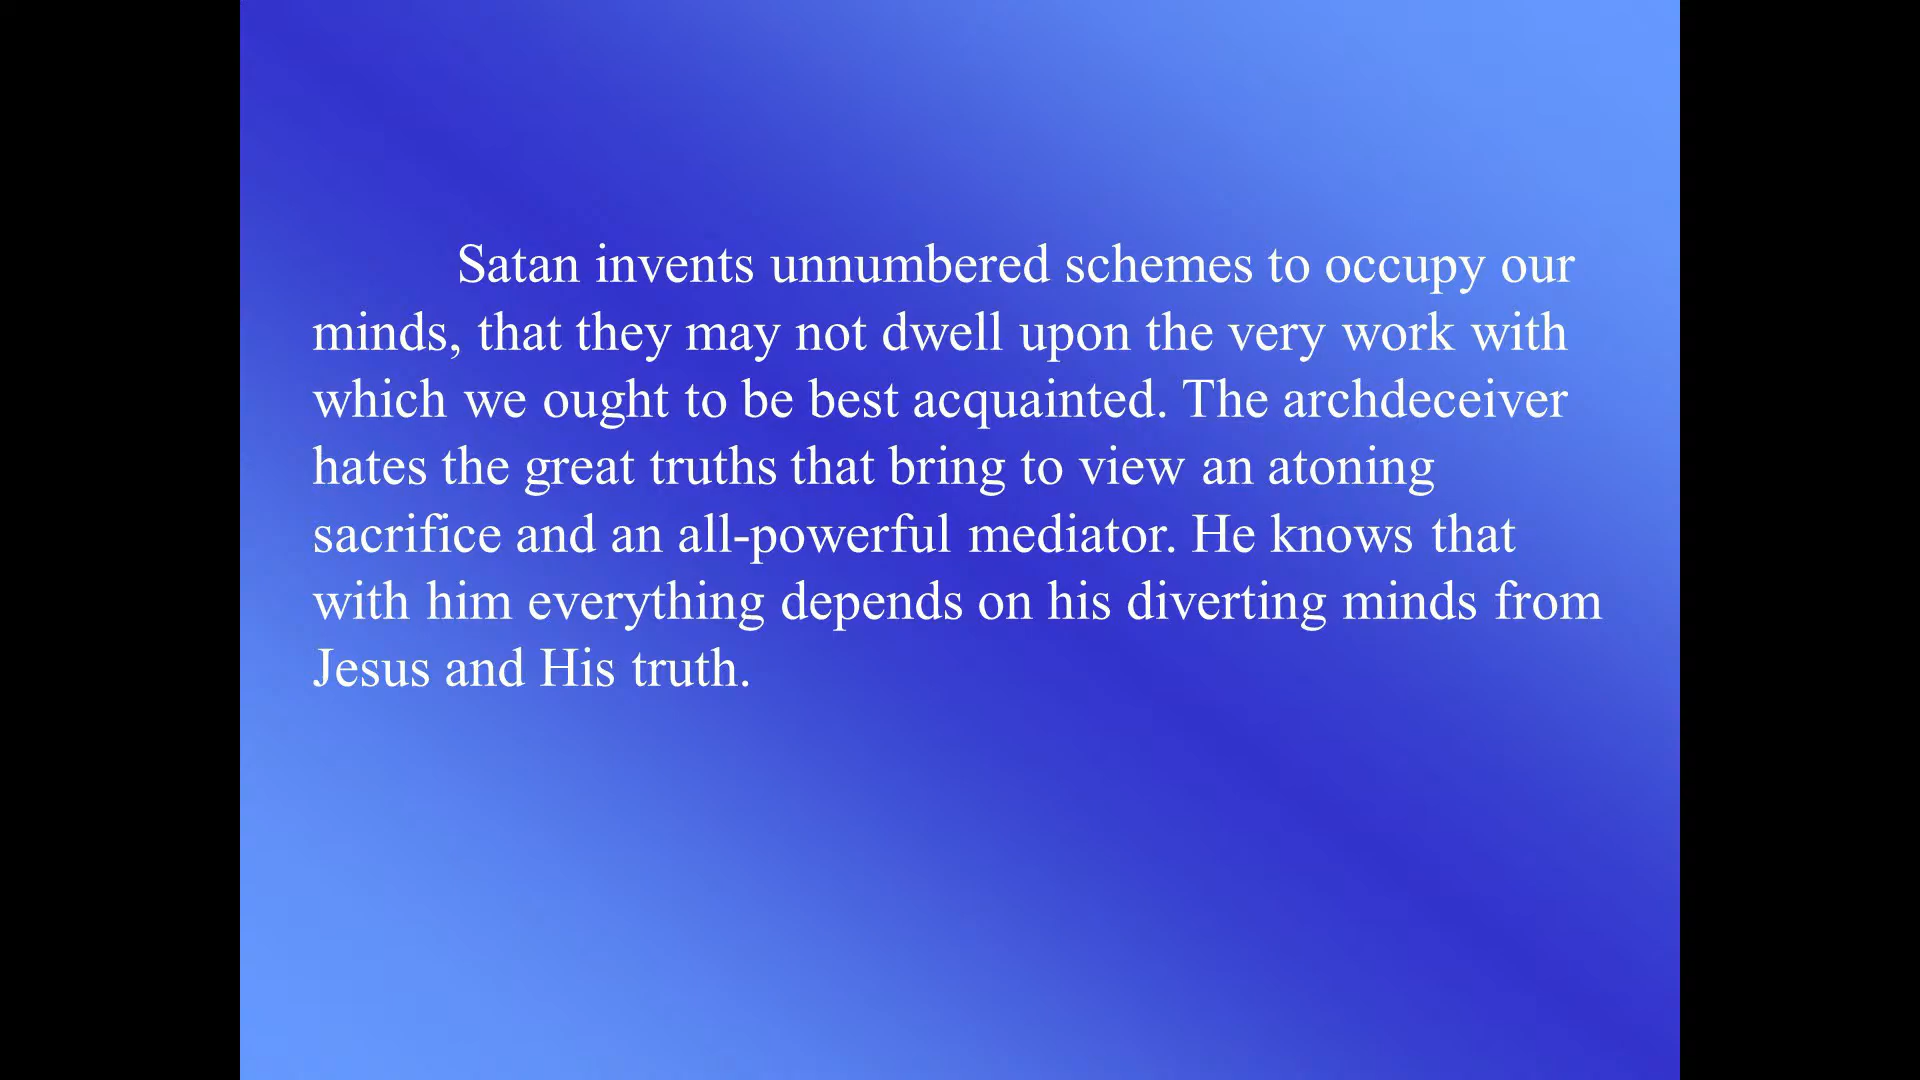 Satan invents unnumbered schemes to occupy our
minds, that they may not dwell upon the very work with
which we ought to be best acquainted. The archdeceiver
hates the great truths that bring to view an atoning
sacrifice and an all-powerful mediator. He knows that
with him everything depends on his diverting minds from
Jesus and His truth.